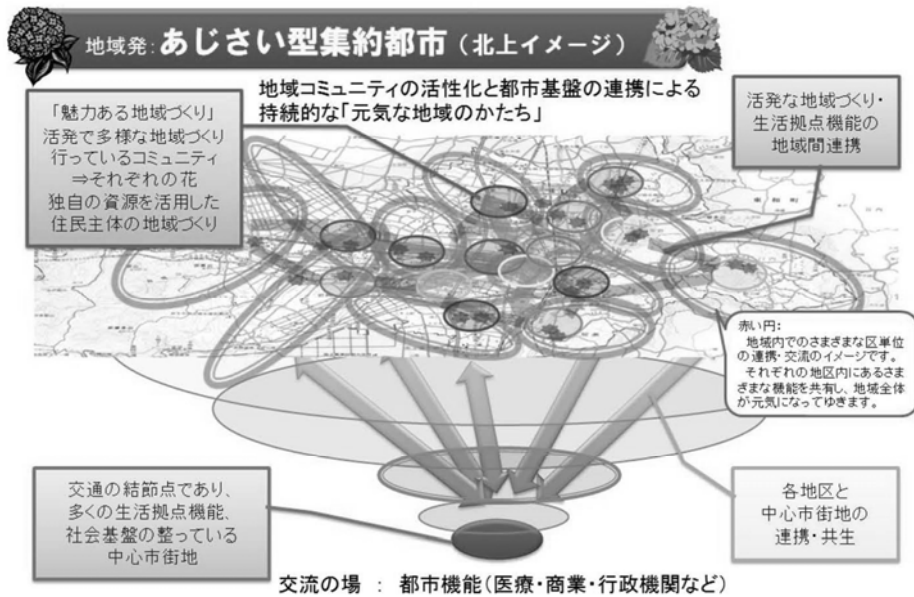 地域発：あじさい型集約都市（北上イメージ）
地域コミュニティの活性化と都市基盤の連携による
持続的な「元気な地域のかたち」
「魅力ある地域づくり」
活発で多様な地域づくり
行っているコミュニティ
⇒それぞれの花
独自の資源を活用した
住民主体の地域づくり
活発な地域づくり・
生活拠点機能の
地域間連携
赤い円：
地域内でのさまざまな区単位
の連携・交流のイメージです。
それぞれの地区内にあるさま
ざまな機能を共有し、地域全体
が元気になってゆきます。
交通の結節点であり、
多くの生活拠点機能、
社会基盤の整っている
中心市街地
各地区と
中心市街地の
連携・共生
交流の場 ： 都市機能（医療・商業・行政機関など）